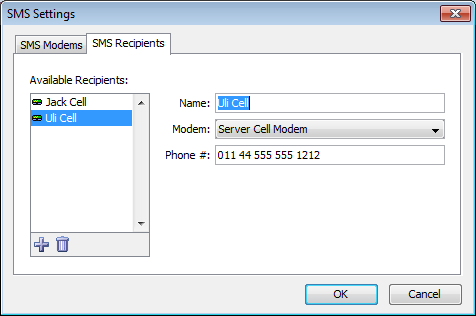 SMS Settings
SMS Modems SMS Recipients
Available Recipients:
Jack Cell
Uli Cell
Name: Uli Cell
Modem: Server Cell Modem
Phone #: 011 44 555 555 1212
OK Cancel